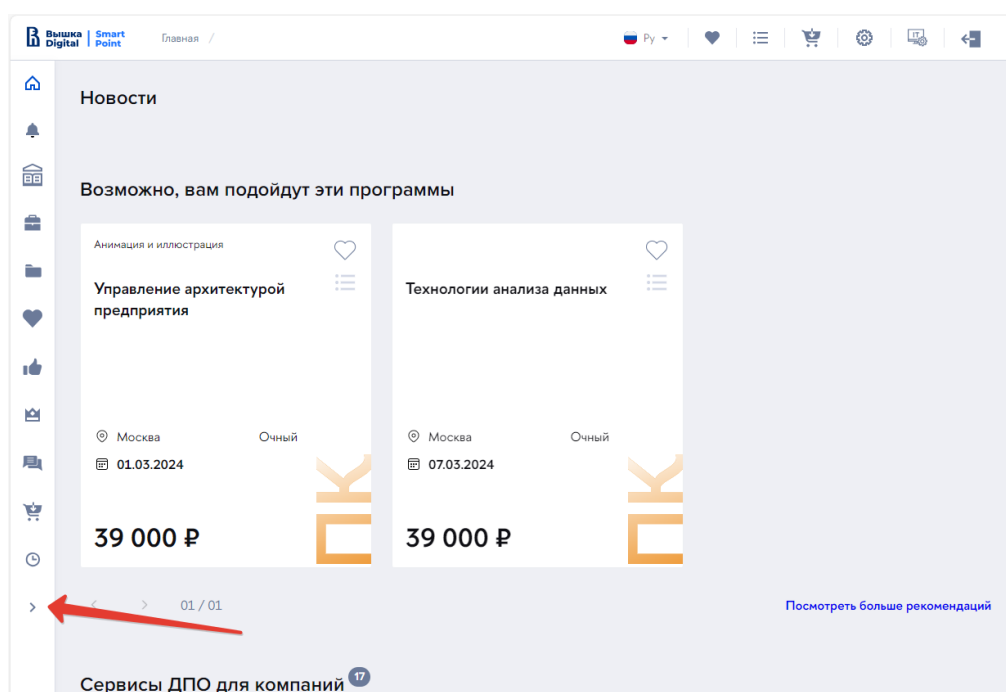 Вышка Digital | Smart Point
Главная /
Ру
Новости
Возможно, вам подойдут эти программы
Анимация и иллюстрация
Управление архитектурой
предприятия
Москва
Очный
01.03.2024
39 000 ₽
ПК
Технологии анализа данных
Москва
Очный
07.03.2024
39 000 ₽
ПК
01 / 01
Посмотреть больше рекомендаций
Сервисы ДПО для компаний 17